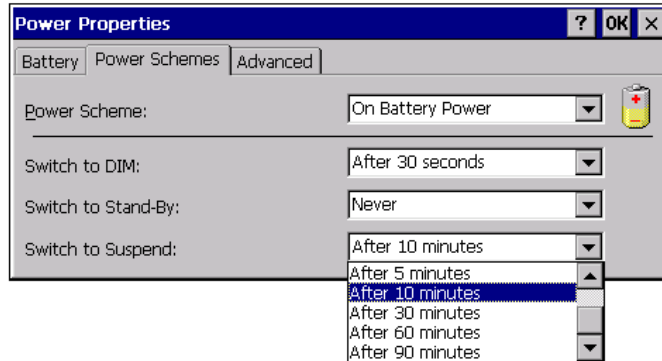 Power Properties ? OK ×
Battery Power Schemes Advanced
Power Scheme: On Battery Power
Switch to DIM: After 30 seconds
Switch to Stand-By: Never
Switch to Suspend: After 10 minutes
After 5 minutes
After 10 minutes
After 30 minutes
After 60 minutes
After 90 minutes